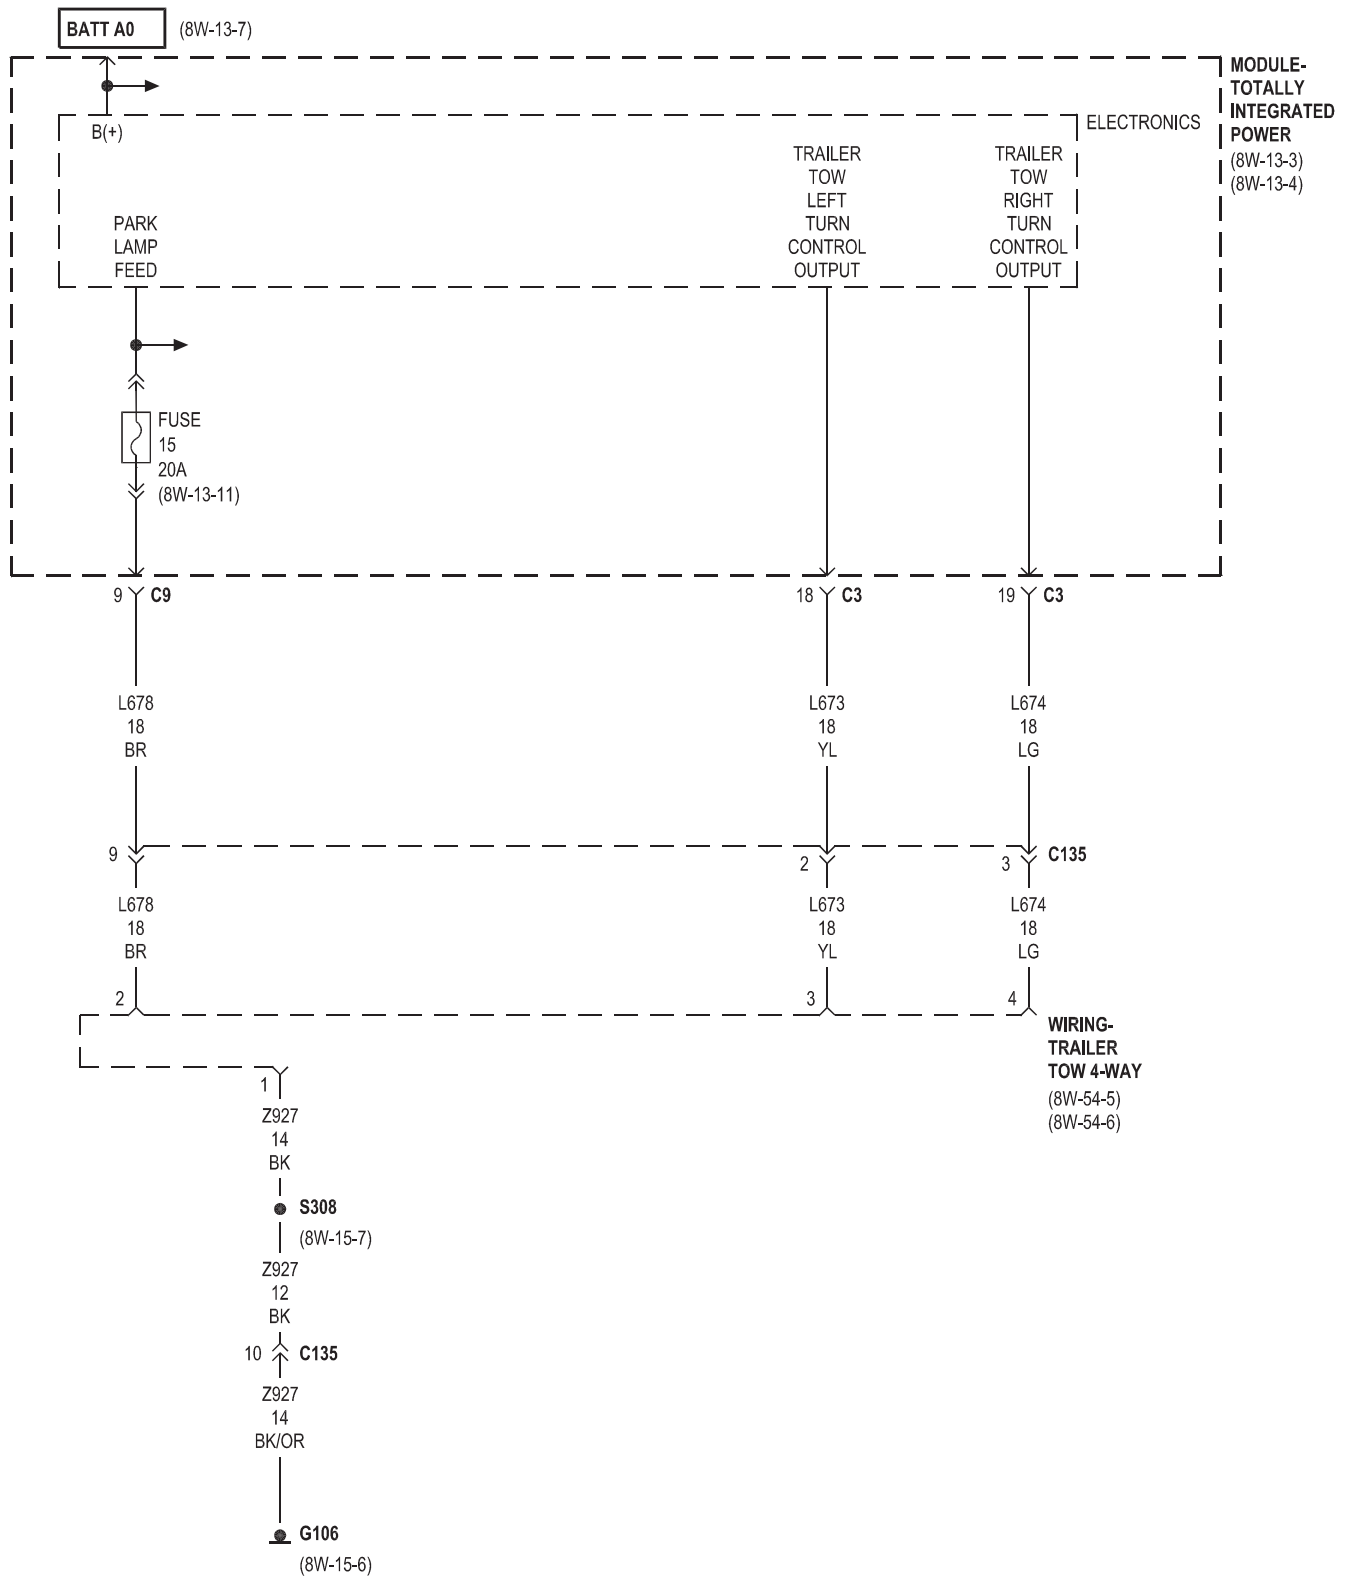 BATT A0 (8W-13-7)
MODULE-
TOTALLY
INTEGRATED
POWER
(8W-13-3)
(8W-13-4)
ELECTRONICS
B(+)
PARK
LAMP
FEED
TRAILER
TOW
LEFT
TURN
CONTROL
OUTPUT
TRAILER
TOW
RIGHT
TURN
CONTROL
OUTPUT
FUSE
15
20A
(8W-13-11)
9 C9
18 C3
19 C3
L678
18
BR
L673
18
YL
L674
18
LG
9
2
3
C135
L678
18
BR
L673
18
YL
L674
18
LG
2
3
4
WIRING-
TRAILER
TOW 4-WAY
(8W-54-5)
(8W-54-6)
1
Z927
14
BK
S308
(8W-15-7)
Z927
12
BK
10 C135
Z927
14
BK/OR
G106
(8W-15-6)